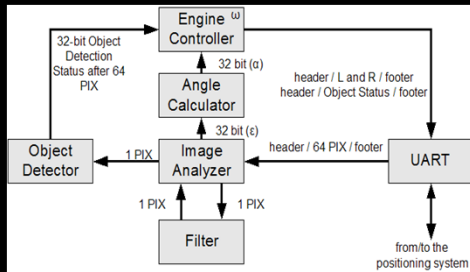 32-bit Object
Detection
Status after 64
PIX
Engine ω
Controller
32 bit (α)
header / L and R / footer
header / Object Status / footer
Angle
Calculator
32 bit (ε)
Object
Detector
1 PIX
Image
Analyzer
header / 64 PIX / footer
UART
1 PIX
1 PIX
Filter
from/to the
positioning system